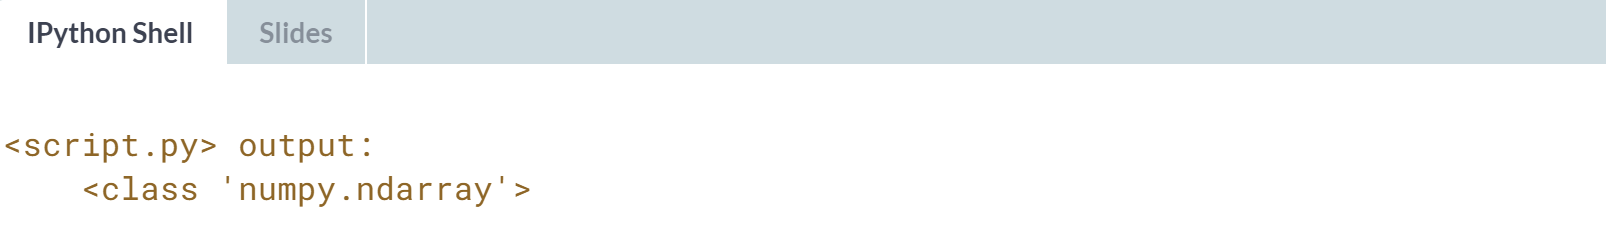 IPython Shell Slides
<script.py> output:
<class 'numpy.ndarray'>